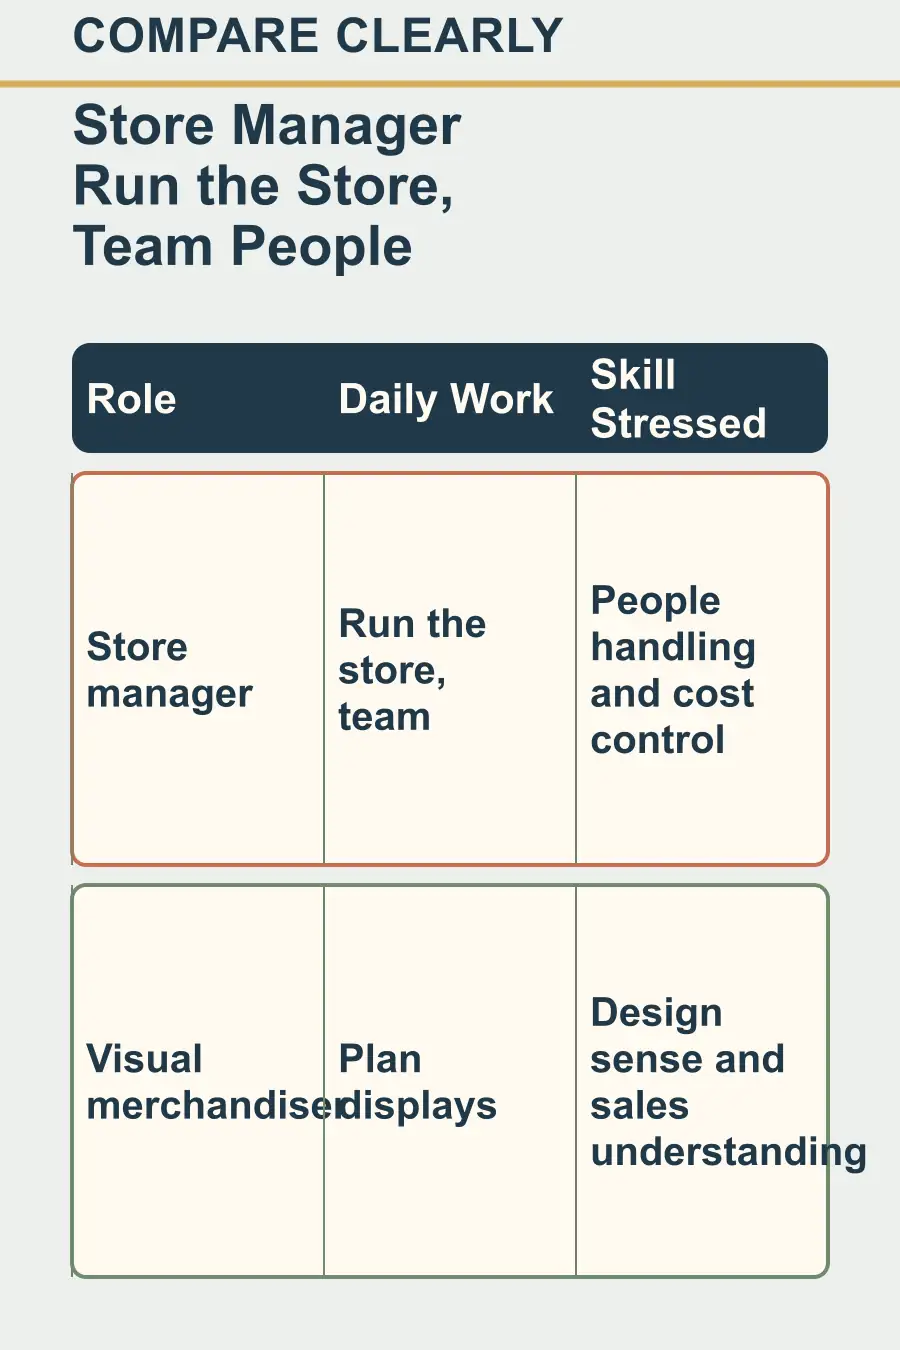 COMPARE CLEARLY
Store Manager
Run the Store,
Team People
Role
Daily Work
Skill
Stressed
Store
manager
Run the
store,
team
People
handling
and cost
control
Visual
merchandiser
Plan
displays
Design
sense and
sales
understanding